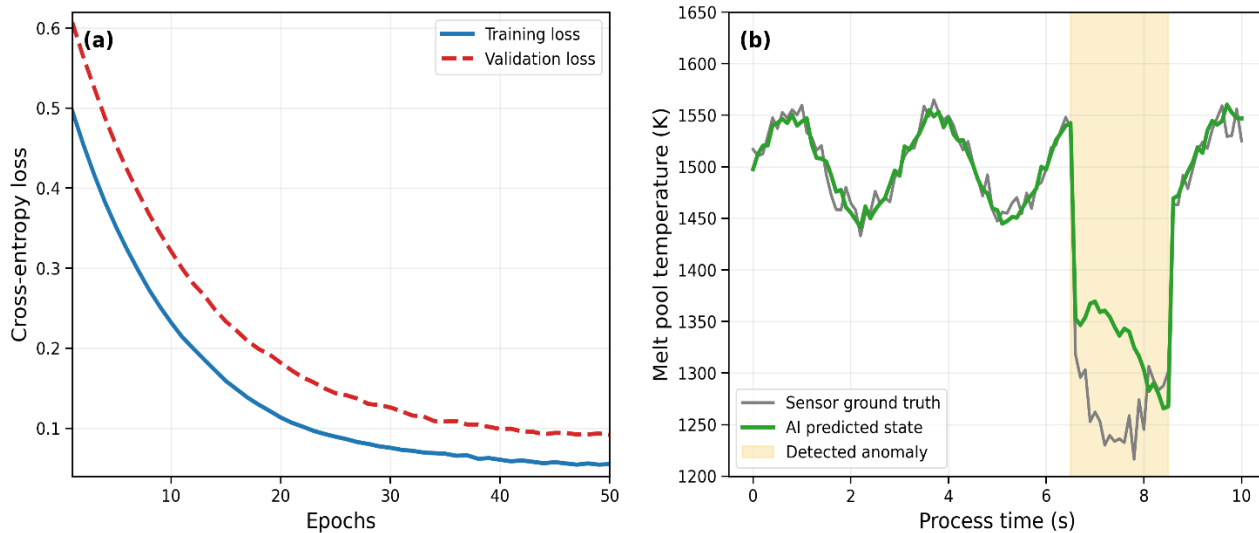 (a)
Training loss
Validation loss
Cross-entropy loss
0.6
0.5
0.4
0.3
0.2
0.1
10 20 30 40 50
Epochs
(b)
Melt pool temperature (K)
1650
1600
1550
1500
1450
1400
1350
1300
1250
1200
Sensor ground truth
AI predicted state
Detected anomaly
0 2 4 6 8 10
Process time (s)